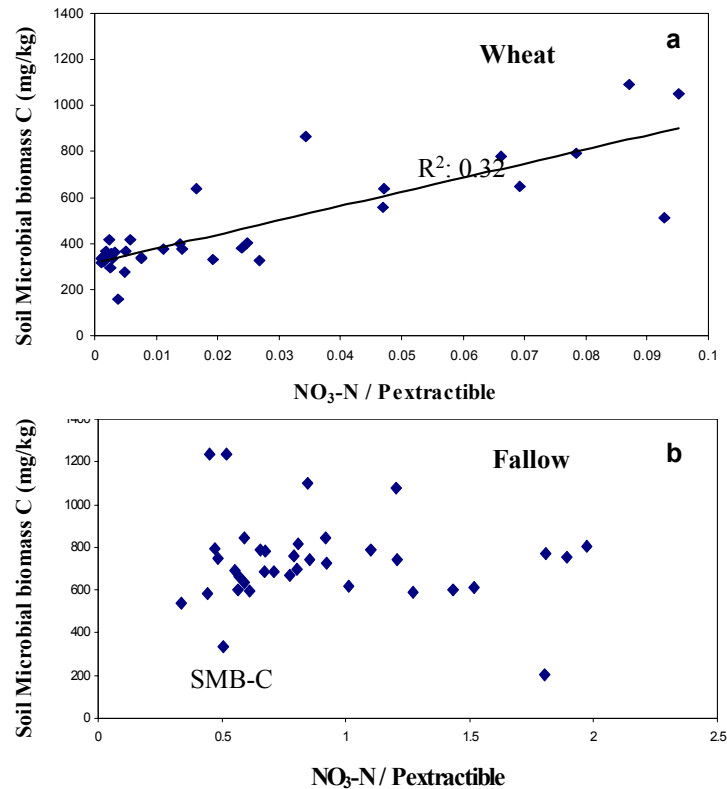 1400
a
Wheat
1200
Soil Microbial biomass C (mg/kg)
1000
800
R²: 0.32
600
400
200
0
0 0.01 0.02 0.03 0.04 0.05 0.06 0.07 0.08 0.09 0.1
NO₃-N / Pextractible
1400
b
Fallow
1200
Soil Microbial biomass C (mg/kg)
1000
800
600
400
200
SMB-C
0
0 0.5 1 1.5 2 2.5
NO₃-N / Pextractible